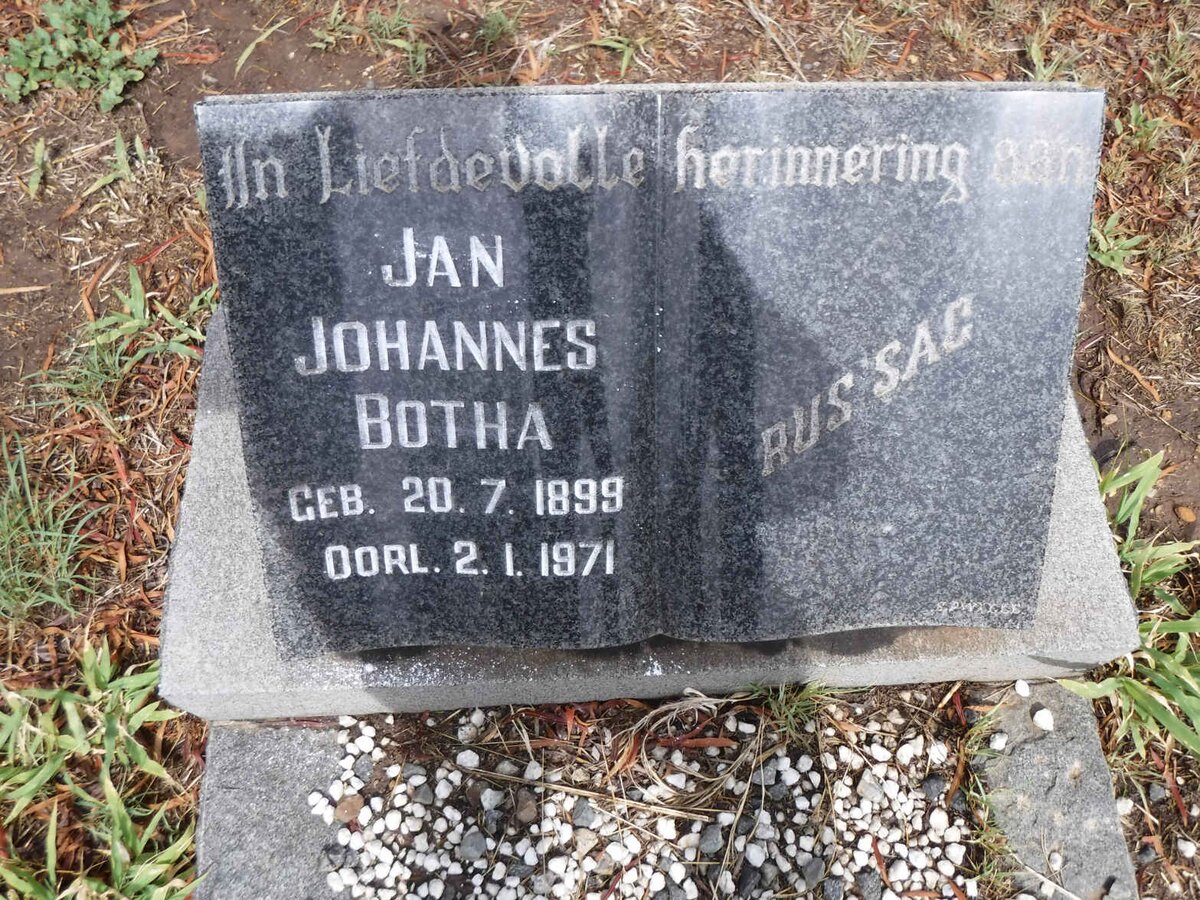 In Liefdevolle herinnering aan
JAN
JOHANNES
BOTHA
GEB. 20. 7. 1899
OORL. 2. 1. 1971
RUS SAG